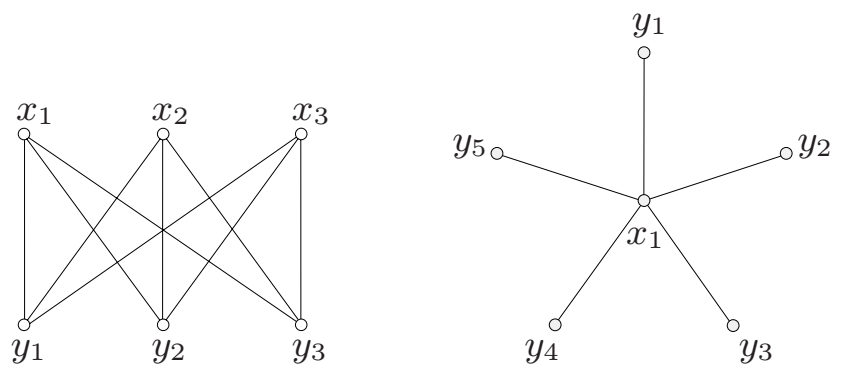 x₁ x₂ x₃
y₁ y₂ y₃
y₁
y₅ y₂
x₁
y₄ y₃